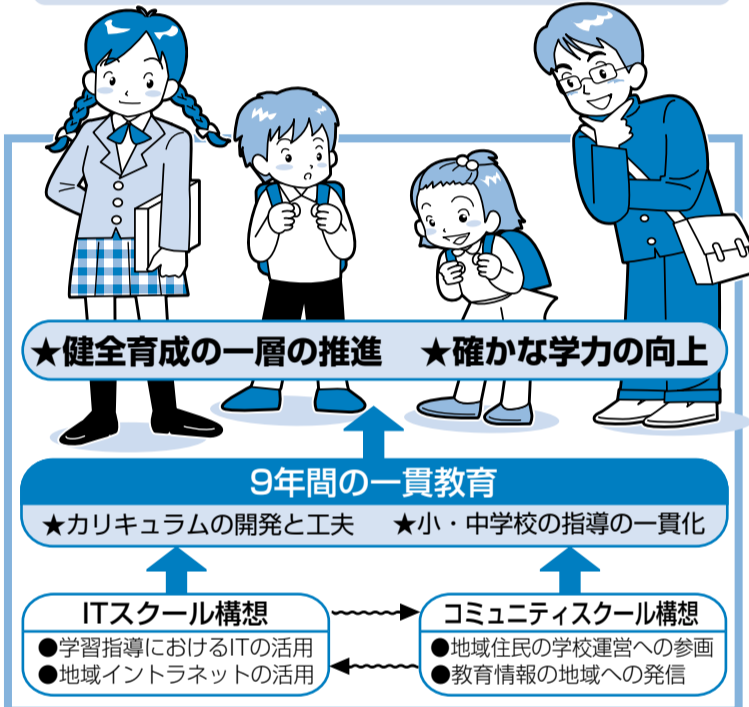 ★健全育成の一層の推進　★確かな学力の向上
9年間の一貫教育
★カリキュラムの開発と工夫　★小・中学校の指導の一貫化
ITスクール構想
●学習指導におけるITの活用
●地域イントラネットの活用
コミュニティスクール構想
●地域住民の学校運営への参画
●教育情報の地域への発信